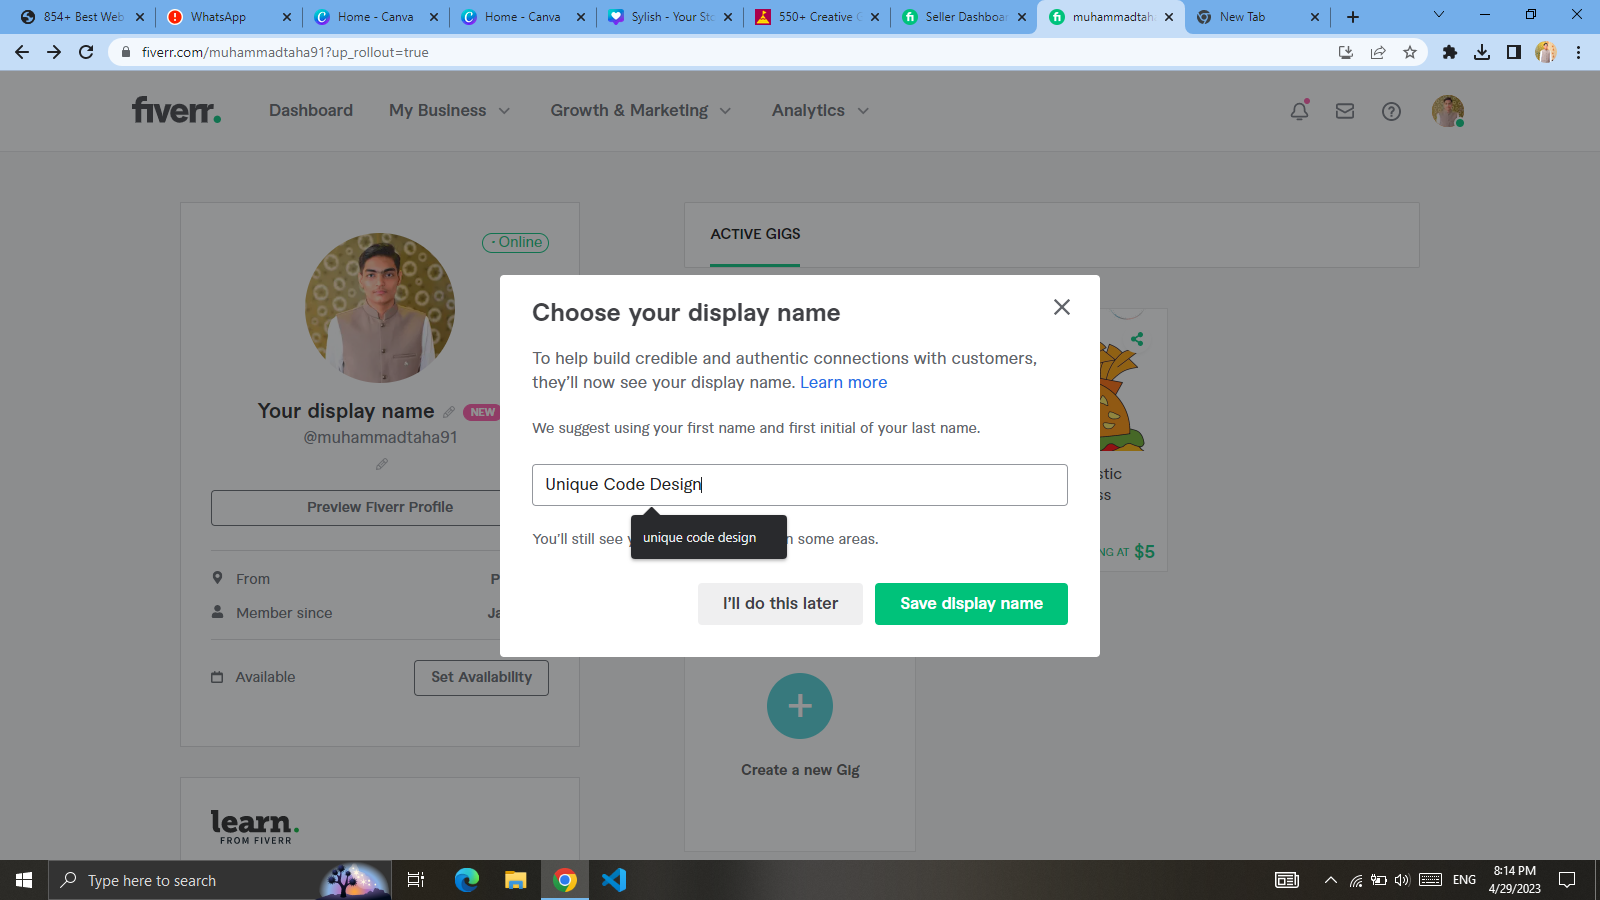 854+ Best Web
WhatsApp
Home - Canva
Home - Canva
Sylish - Your Sto
550+ Creative
Seller Dashboa
muhammadtaha
New Tab
fiverr.com/muhammadtaha91?up_rollout=true
fiverr.
Dashboard
My Business
Growth & Marketing
Analytics
Online
ACTIVE GIGS
Choose your display name
To help build credible and authentic connections with customers,
they'll now see your display name. Learn more
We suggest using your first name and first initial of your last name.
Unique Code Design
unique code design
You'll still see
n some areas.
I'll do this later
Save display name
Your display name
NEW
@muhammadtaha91
Preview Fiverr Profile
From
P
Member since
Ja
Available
Set Availability
stic
ss
NG AT $5
Create a new Gig
learn.
FROM FIVERR
Type here to search
ENG
8:14 PM
4/29/2023